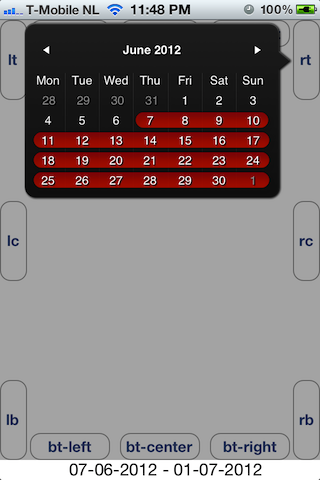 T-Mobile NL 11:48 PM 100%
June 2012
lt
rt
Mon Tue Wed Thu Fri Sat Sun
28 29 30 31 1 2 3
4 5 6 7 8 9 10
11 12 13 14 15 16 17
18 19 20 21 22 23 24
25 26 27 28 29 30 1
lc
rc
lb
rb
bt-left bt-center bt-right
07-06-2012 - 01-07-2012